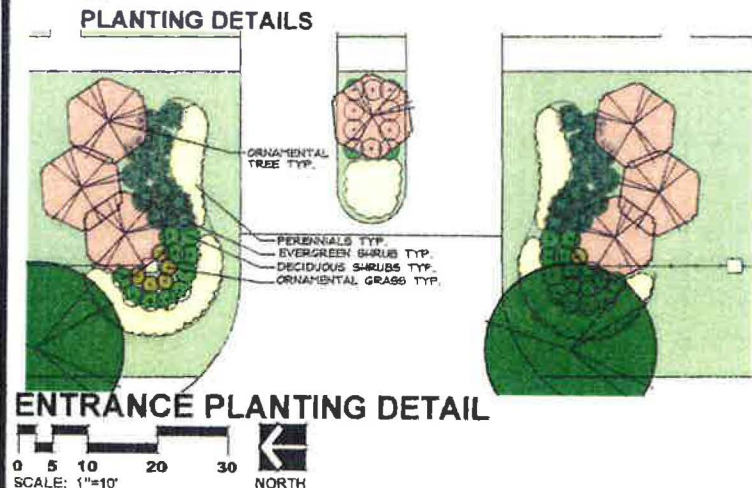 PLANTING DETAILS
ORNAMENTAL
TREE TYP.
PERENNIALS TYP.
EVERGREEN SHRUB TYP.
DECIDUOUS SHRUBS TYP.
ORNAMENTAL GRASS TYP.
ENTRANCE PLANTING DETAIL
0 5 10 20 30
SCALE: 1"=10'
NORTH